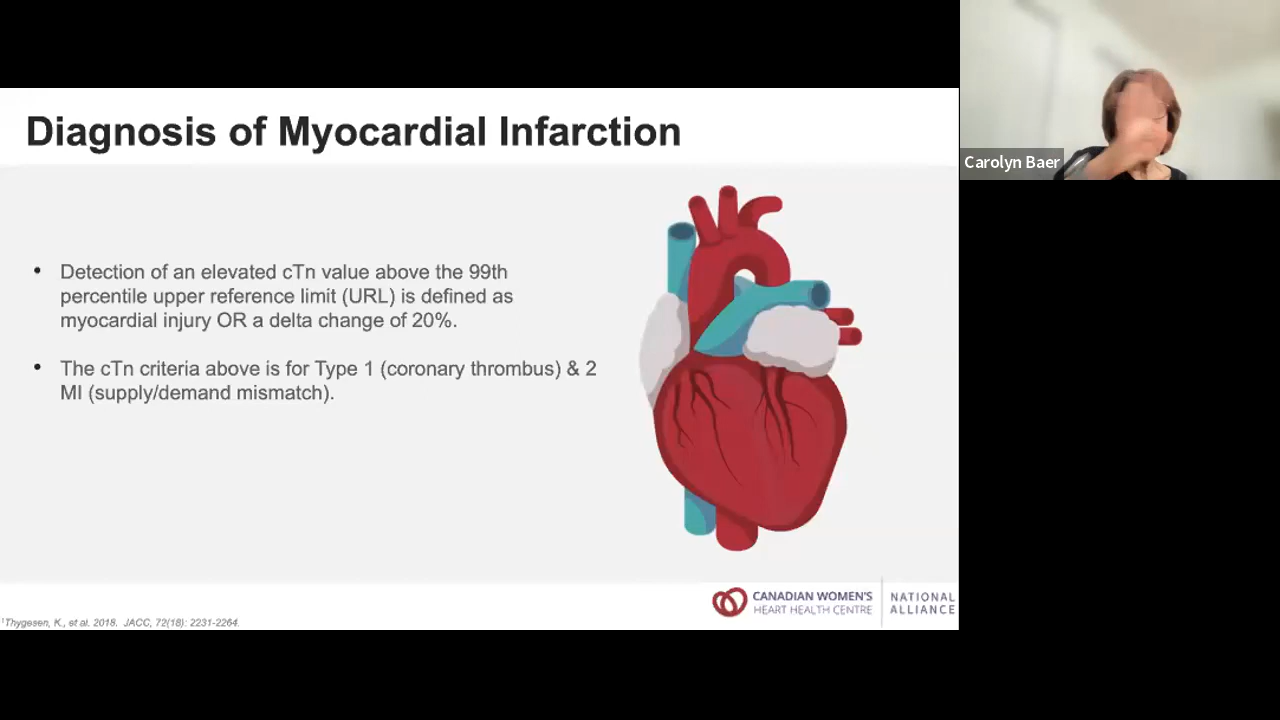 Diagnosis of Myocardial Infarction
Carolyn Baer
• Detection of an elevated cTn value above the 99th
percentile upper reference limit (URL) is defined as
myocardial injury OR a delta change of 20%.
• The cTn criteria above is for Type 1 (coronary thrombus) & 2
MI (supply/demand mismatch).
CANADIAN WOMEN'S
HEART HEALTH CENTRE
NATIONAL
ALLIANCE
¹Thygesen, K., et al. 2018. JACC, 72(18): 2231-2264.